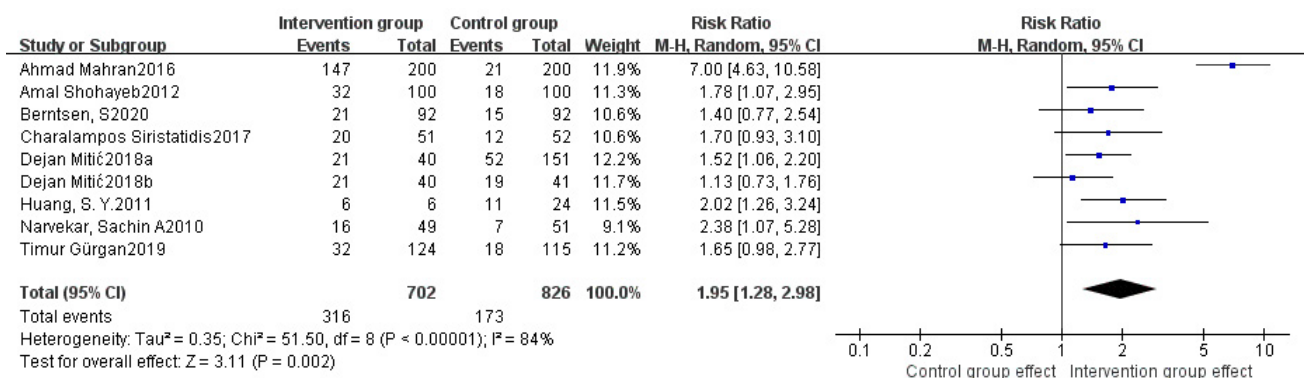 Intervention group Control group Risk Ratio Risk Ratio
Study or Subgroup Events Total Events Total Weight M-H, Random, 95% CI M-H, Random, 95% CI
Ahmad Mahran2016 147 200 21 200 11.9% 7.00 [4.63, 10.58]
Amal Shohayeb2012 32 100 18 100 11.3% 1.78 [1.07, 2.95]
Berntsen, S2020 21 92 15 92 10.6% 1.40 [0.77, 2.54]
Charalampos Siristatidis2017 20 51 12 52 10.6% 1.70 [0.93, 3.10]
Dejan Mitić2018a 21 40 52 151 12.2% 1.52 [1.06, 2.20]
Dejan Mitić2018b 21 40 19 41 11.7% 1.13 [0.73, 1.76]
Huang, S. Y.2011 6 6 11 24 11.5% 2.02 [1.26, 3.24]
Narvekar, Sachin A2010 16 49 7 51 9.1% 2.38 [1.07, 5.28]
Timur Gürgan2019 32 124 18 115 11.2% 1.65 [0.98, 2.77]
Total (95% CI) 702 826 100.0% 1.95 [1.28, 2.98]
Total events 316 173
Heterogeneity: Tau² = 0.35; Chi² = 51.50, df = 8 (P < 0.00001); I² = 84%
Test for overall effect: Z = 3.11 (P = 0.002)
0.1 0.2 0.5 1 2 5 10
Control group effect Intervention group effect